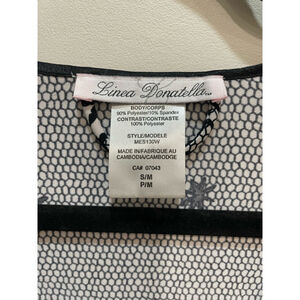 Linea Donatella...
BODY/CORPS
90% Polyester/10% Spandex
CONTRAST/CONTRASTE
100% Polyester
STYLE/MODELE
MES130W
MADE IN/FABRIQUE AU
CAMBODIA/CAMBODGE
CA# 07043
S/M
P/M